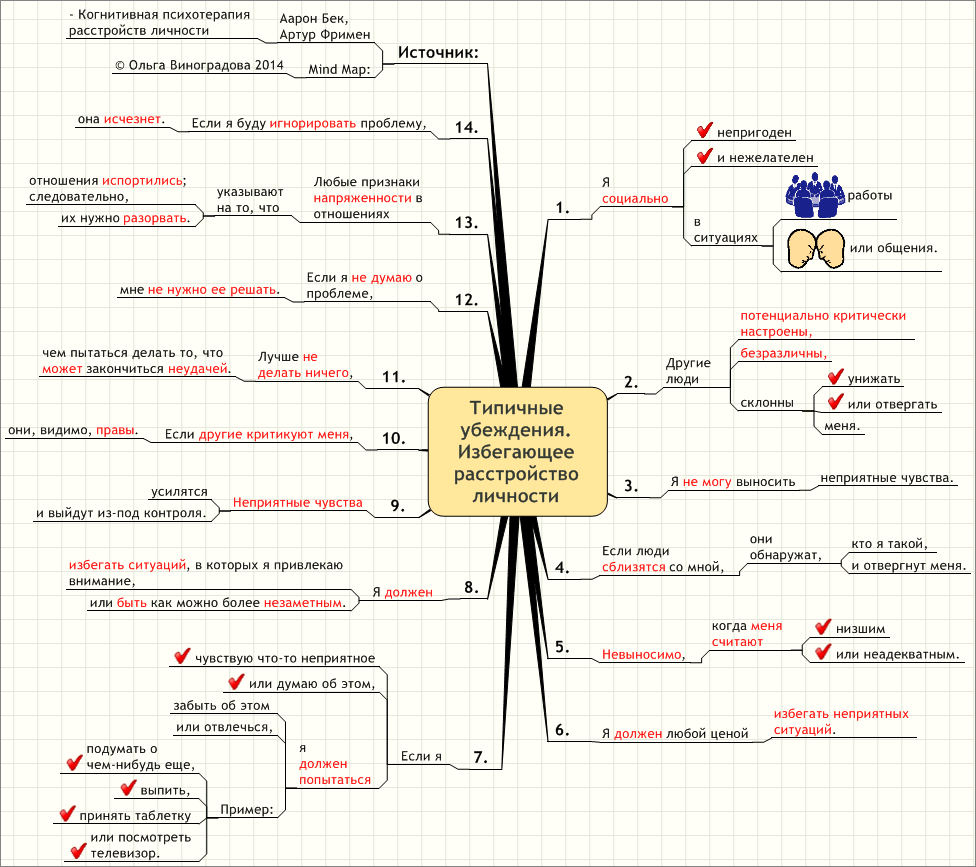 Типичные
убеждения.
Избегающее
расстройство
личности
Источник:
Аарон Бек,
Артур Фримен
- Когнитивная психотерапия
расстройств личности
Mind Map:
© Ольга Виноградова 2014
1.
Я
социально
непригоден
и нежелателен
в
ситуациях
работы
или общения.
2.
Другие
люди
потенциально критически
настроены,
безразличны,
склонны
унижать
или отвергать
меня.
3.
Я не могу выносить
неприятные чувства.
4.
Если люди
сблизятся со мной,
они
обнаружат,
кто я такой,
и отвергнут меня.
5.
Невыносимо,
когда меня
считают
низшим
или неадекватным.
6.
Я должен любой ценой
избегать неприятных
ситуаций.
7.
Если я
чувствую что-то неприятное
или думаю об этом,
я
должен
попытаться
забыть об этом
или отвлечься,
Пример:
подумать о
чем-нибудь еще,
выпить,
принять таблетку
или посмотреть
телевизор.
8.
Я должен
избегать ситуаций, в которых я привлекаю
внимание,
или быть как можно более незаметным.
9.
Неприятные чувства
усилятся
и выйдут из-под контроля.
10.
Если другие критикуют меня,
они, видимо, правы.
11.
Лучше не
делать ничего,
чем пытаться делать то, что
может закончиться неудачей.
12.
Если я не думаю о
проблеме,
мне не нужно ее решать.
13.
Любые признаки
напряженности в
отношениях
указывают
на то, что
отношения испортились;
следовательно,
их нужно разорвать.
14.
Если я буду игнорировать проблему,
она исчезнет.